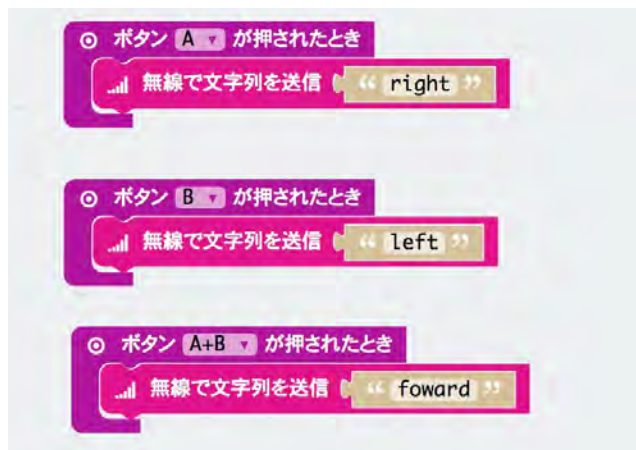 ボタン A が押されたとき
無線で文字列を送信 “ right ”
ボタン B が押されたとき
無線で文字列を送信 “ left ”
ボタン A+B が押されたとき
無線で文字列を送信 “ foward ”